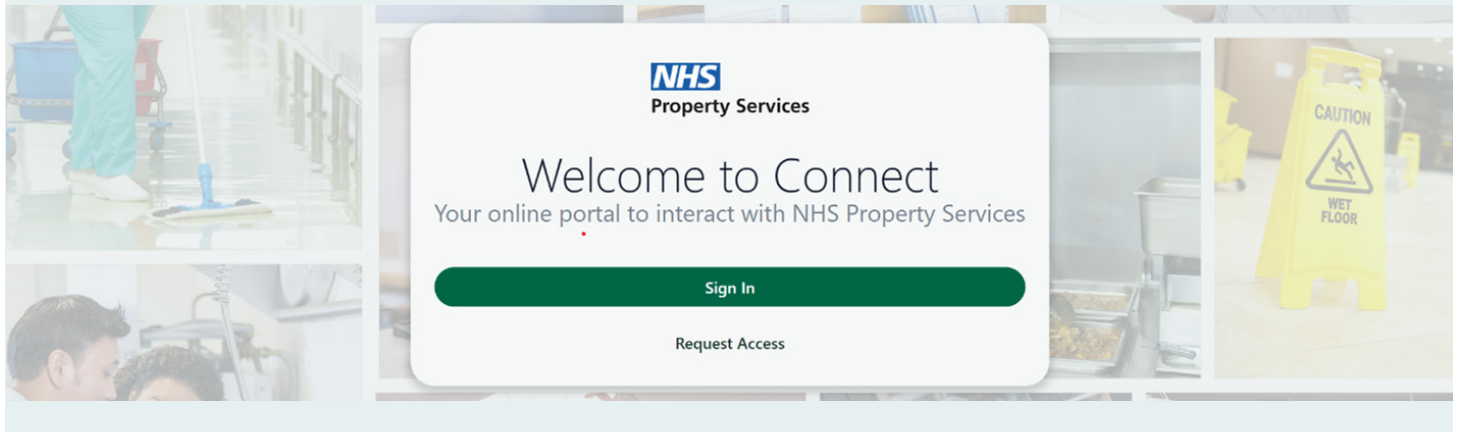 NHS
Property Services
Welcome to Connect
Your online portal to interact with NHS Property Services
Sign In
Request Access
CAUTION
WET
FLOOR